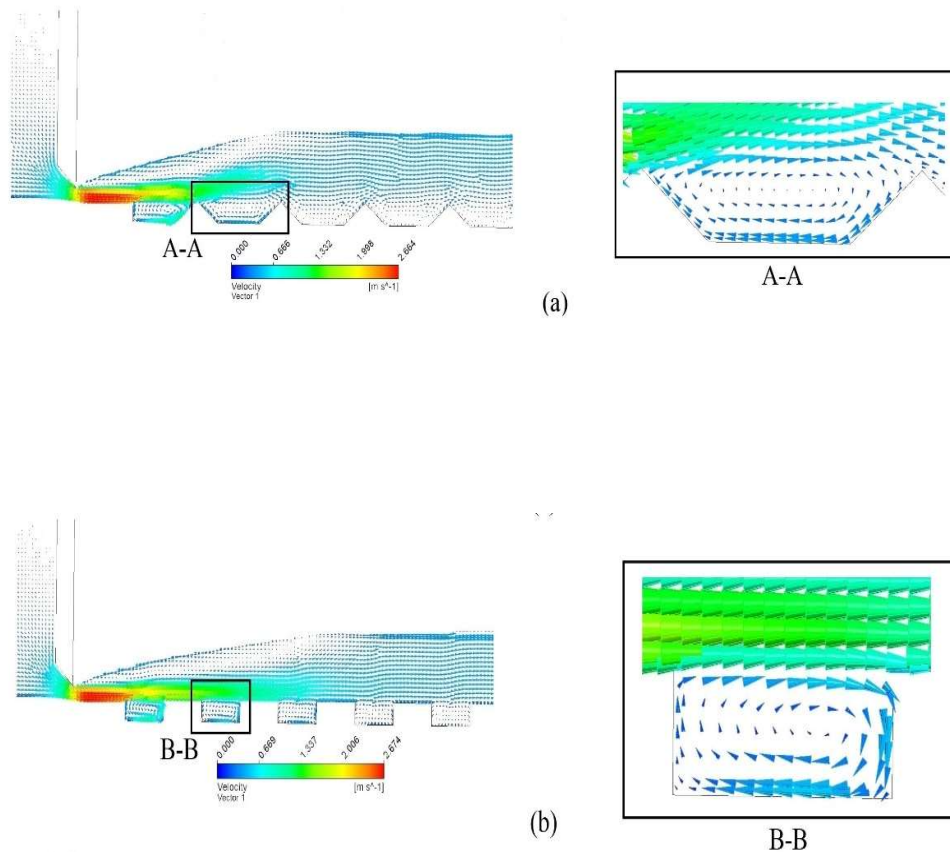 A-A
0.000 0.666 1.332 1.998 2.664
Velocity [m s^-1]
Vector 1
A-A
(a)
B-B
0.000 0.669 1.337 2.006 2.674
Velocity [m s^-1]
Vector 1
B-B
(b)